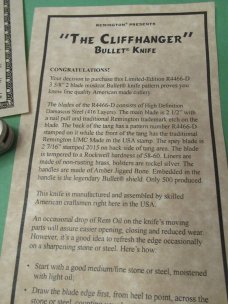 REMINGTON® PRESENTS
"THE CLIFFHANGER"
BULLET® KNIFE
CONGRATULATIONS!
Your decision to purchase this Limited-Edition R4466-D
3 5/8" 2 blade muskrat Bullet® knife pattern proves you
know fine quality American made cutlery.
The blades of the R4466-D consists of High Definition
Damascus Steel (416 layers). The main blade is 2 1/2" with
a nail pull and traditional Remington trademark etch on the
blade. The back of the tang has a pattern number R4466-D
stamped on it while the front of the tang has the traditional
Remington UMC Made in the USA stamp. The spay blade is
2 7/16" stamped 2015 on back side of tang area. The blade
is tempered to a Rockwell hardness of 58-60. Liners are
made of non-rusting brass, bolsters are nickel silver. The
handles are made of Amber Jigged Bone. Embedded in the
handle is the legendary Bullet® shield. Only 500 produced.
This knife is manufactured and assembled by skilled
American craftsmen right here in the USA.
An occasional drop of Rem Oil on the knife's moving
parts will assure easier opening, closing and reduced wear.
However, it's a good idea to refresh the edge occasionally
on a sharpening stone or steel. Here's how:
• Start with a good medium/fine stone or steel, moistened
with light oil;
• Draw the blade edge first, from heel to point, across the